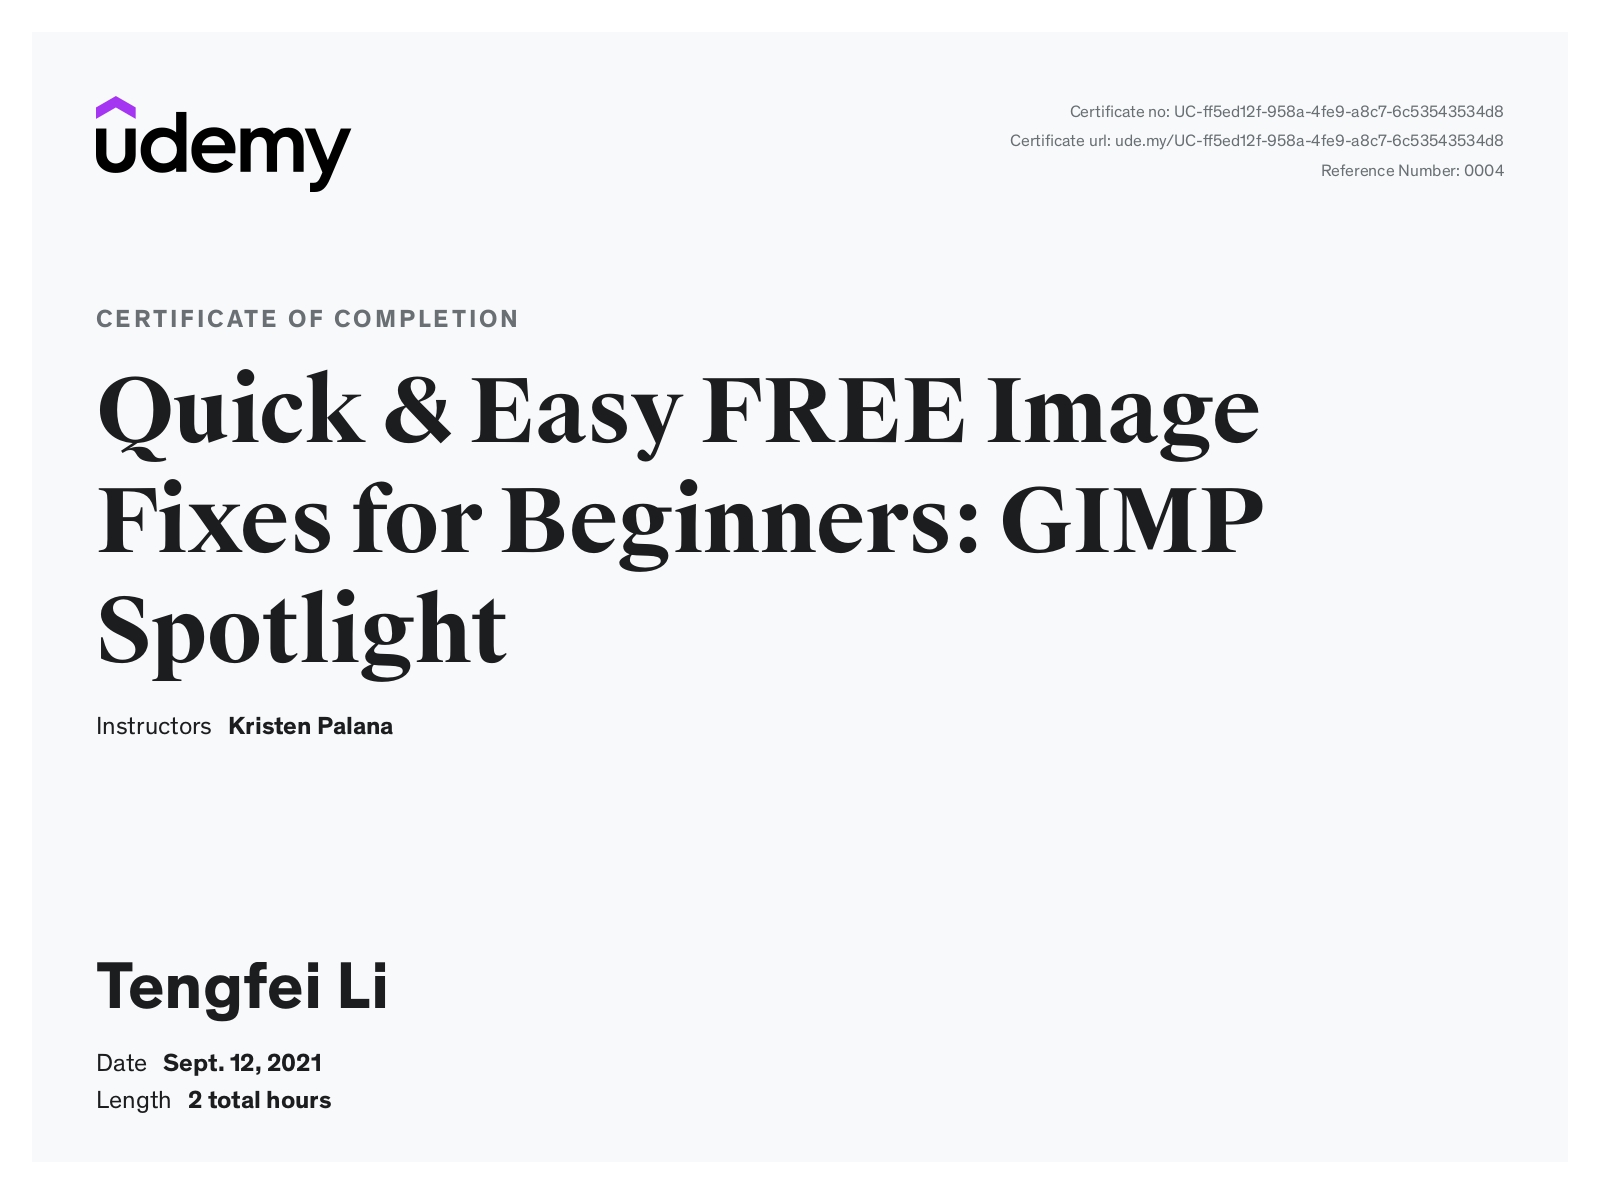 udemy
Certificate no: UC-ff5ed12f-958a-4fe9-a8c7-6c53543534d8
Certificate url: ude.my/UC-ff5ed12f-958a-4fe9-a8c7-6c53543534d8
Reference Number: 0004
CERTIFICATE OF COMPLETION
Quick & Easy FREE Image
Fixes for Beginners: GIMP
Spotlight
Instructors Kristen Palana
Tengfei Li
Date Sept. 12, 2021
Length 2 total hours